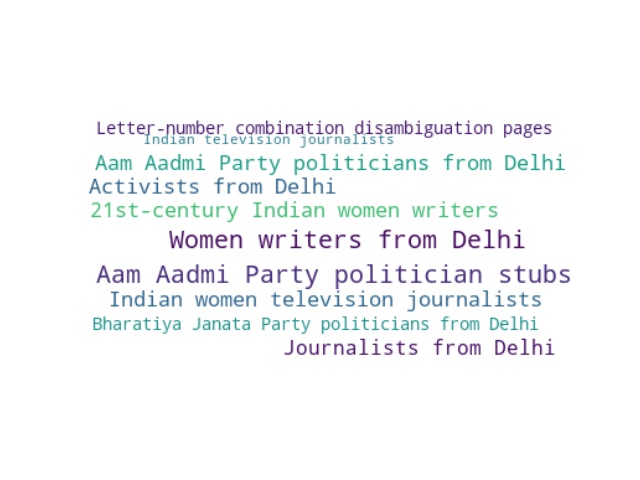 Letter-number combination disambiguation pages
Indian television journalists
Aam Aadmi Party politicians from Delhi
Activists from Delhi
21st-century Indian women writers
Women writers from Delhi
Aam Aadmi Party politician stubs
Indian women television journalists
Bharatiya Janata Party politicians from Delhi
Journalists from Delhi